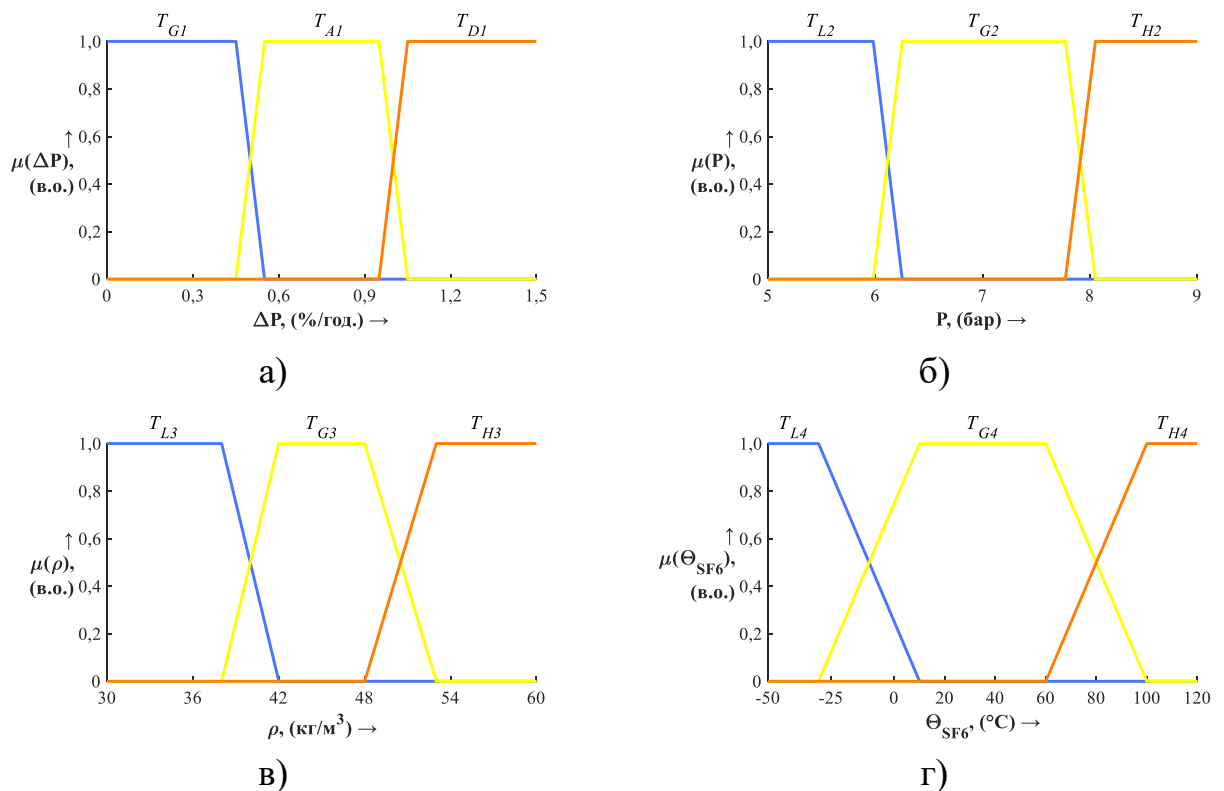 T_G1 T_A1 T_D1
1,0
0,8
0,6
0,4
0,2
0
↑
μ(ΔP),
(в.о.)
0 0,3 0,6 0,9 1,2 1,5
ΔP, (%/год.) →
а)
T_L2 T_G2 T_H2
1,0
0,8
0,6
0,4
0,2
0
↑
μ(P),
(в.о.)
5 6 7 8 9
P, (бар) →
б)
T_L3 T_G3 T_H3
1,0
0,8
0,6
0,4
0,2
0
↑
μ(ρ),
(в.о.)
30 36 42 48 54 60
ρ, (кг/м³) →
в)
T_L4 T_G4 T_H4
1,0
0,8
0,6
0,4
0,2
0
↑
μ(Θ_SF6),
(в.о.)
-50 -20 0 20 40 60 80 100 120
Θ_SF6, (°C) →
г)